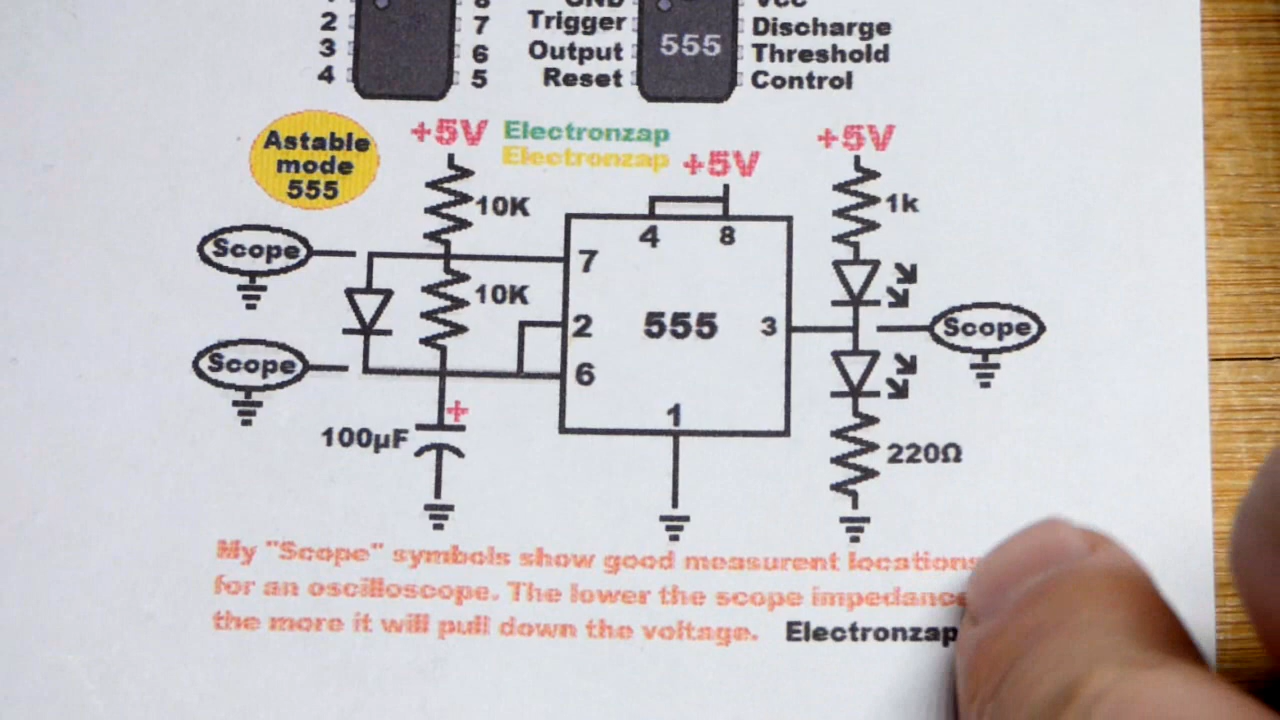 2 7 Trigger Discharge
3 6 Output 555 Threshold
4 5 Reset Control
Astable
mode
555
+5V
Electronzap
Electronzap
+5V
+5V
10K
1k
Scope
4 8
7
10K
2 555 3
Scope
Scope
6
1
+
100µF
220Ω
My "Scope" symbols show good measurent locations
for an oscilloscope. The lower the scope impedance
the more it will pull down the voltage. Electronzap